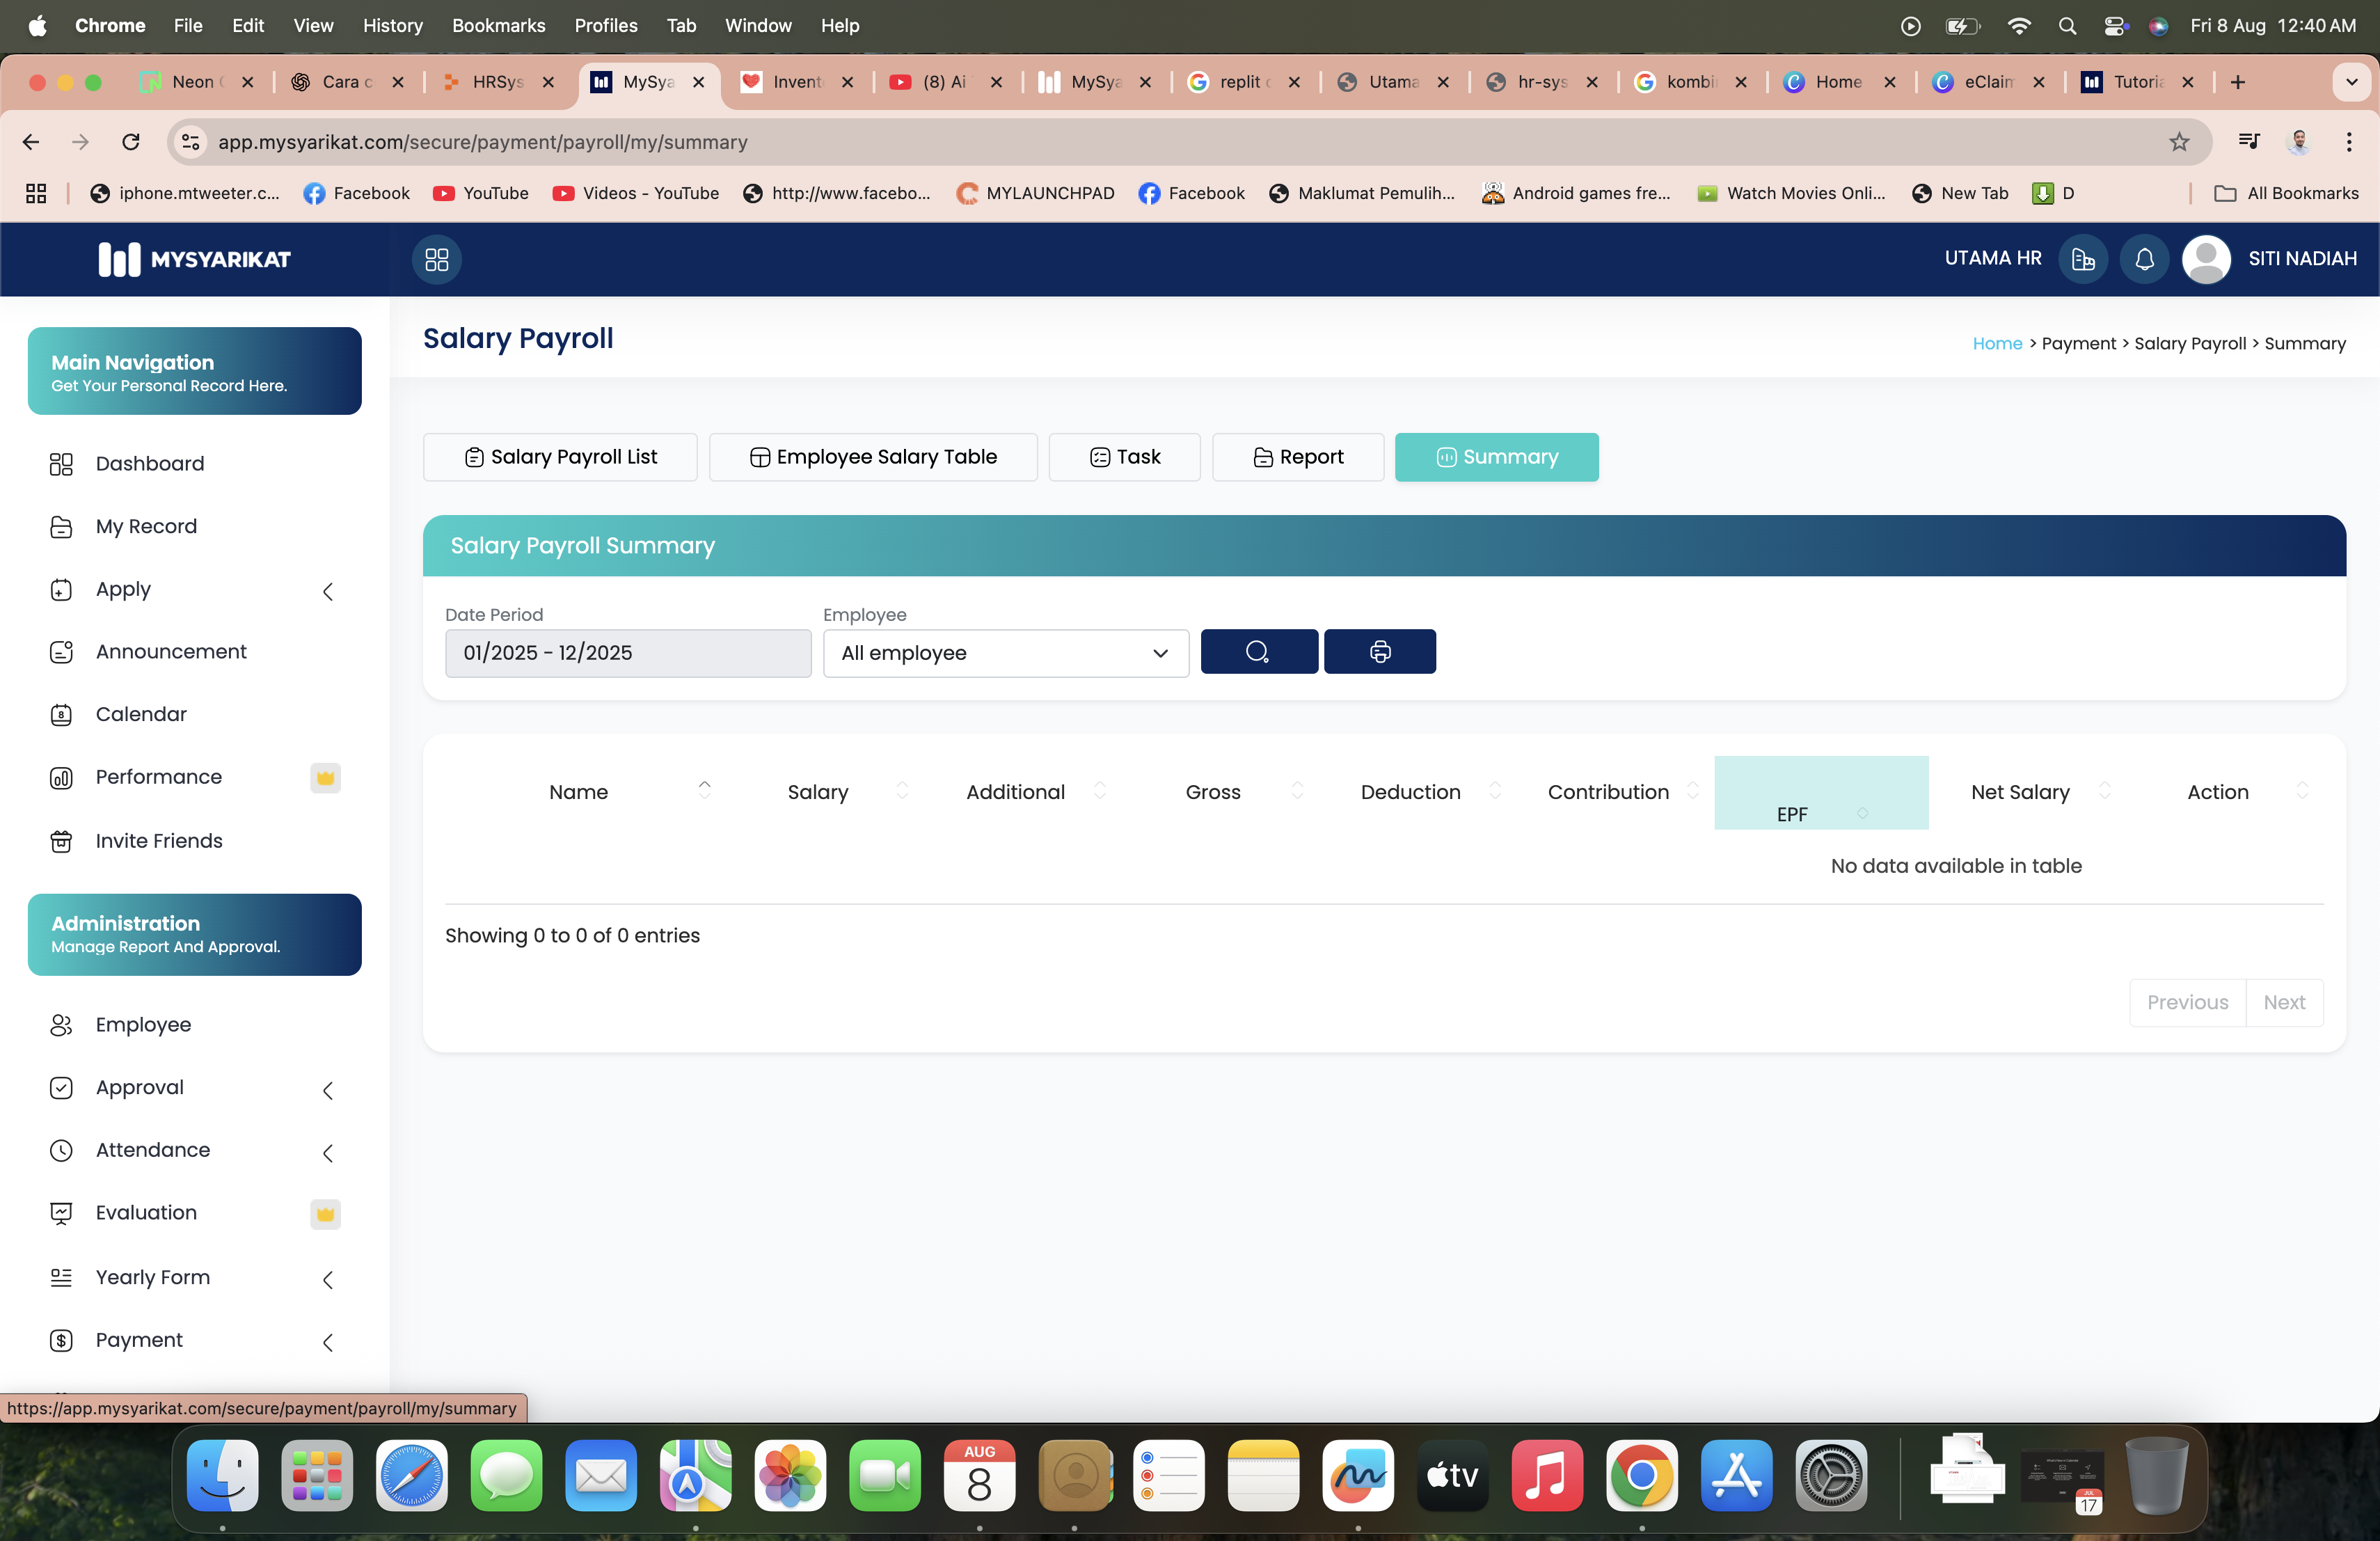 Chrome File Edit View History Bookmarks Profiles Tab Window Help Fri 8 Aug 12:40 AM
Neon Cara c HRSys MySya Invent (8) Ai MySya replit Utama hr-sys kombi Home eClaim Tutoria
app.mysyarikat.com/secure/payment/payroll/my/summary
iphone.mtweeter.c... Facebook YouTube Videos - YouTube http://www.facebo... MYLAUNCHPAD Facebook Maklumat Pemulih... Android games fre... Watch Movies Onli... New Tab D All Bookmarks
MYSYARIKAT UTAMA HR SITI NADIAH
Main Navigation
Get Your Personal Record Here.
Dashboard
My Record
Apply
Announcement
Calendar
8
Performance
Invite Friends
Administration
Manage Report And Approval.
Employee
Approval
Attendance
Evaluation
Yearly Form
Payment
Salary Payroll
Home > Payment > Salary Payroll > Summary
Salary Payroll List Employee Salary Table Task Report Summary
Salary Payroll Summary
Date Period Employee
01/2025 - 12/2025 All employee
Name Salary Additional Gross Deduction Contribution EPF Net Salary Action
No data available in table
Showing 0 to 0 of 0 entries
Previous Next
https://app.mysyarikat.com/secure/payment/payroll/my/summary
AUG
8
tv
JUL
17